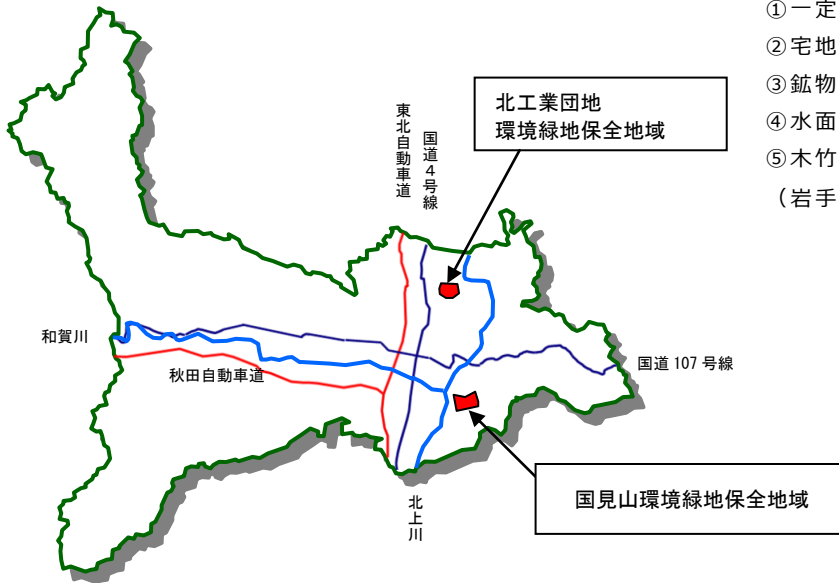 ①一定
②宅地
③鉱物
④水面
⑤木竹
（岩手
北工業団地
環境緑地保全地域
東北自動車道
国道４号線
和賀川
秋田自動車道
国道 107 号線
北上川
国見山環境緑地保全地域